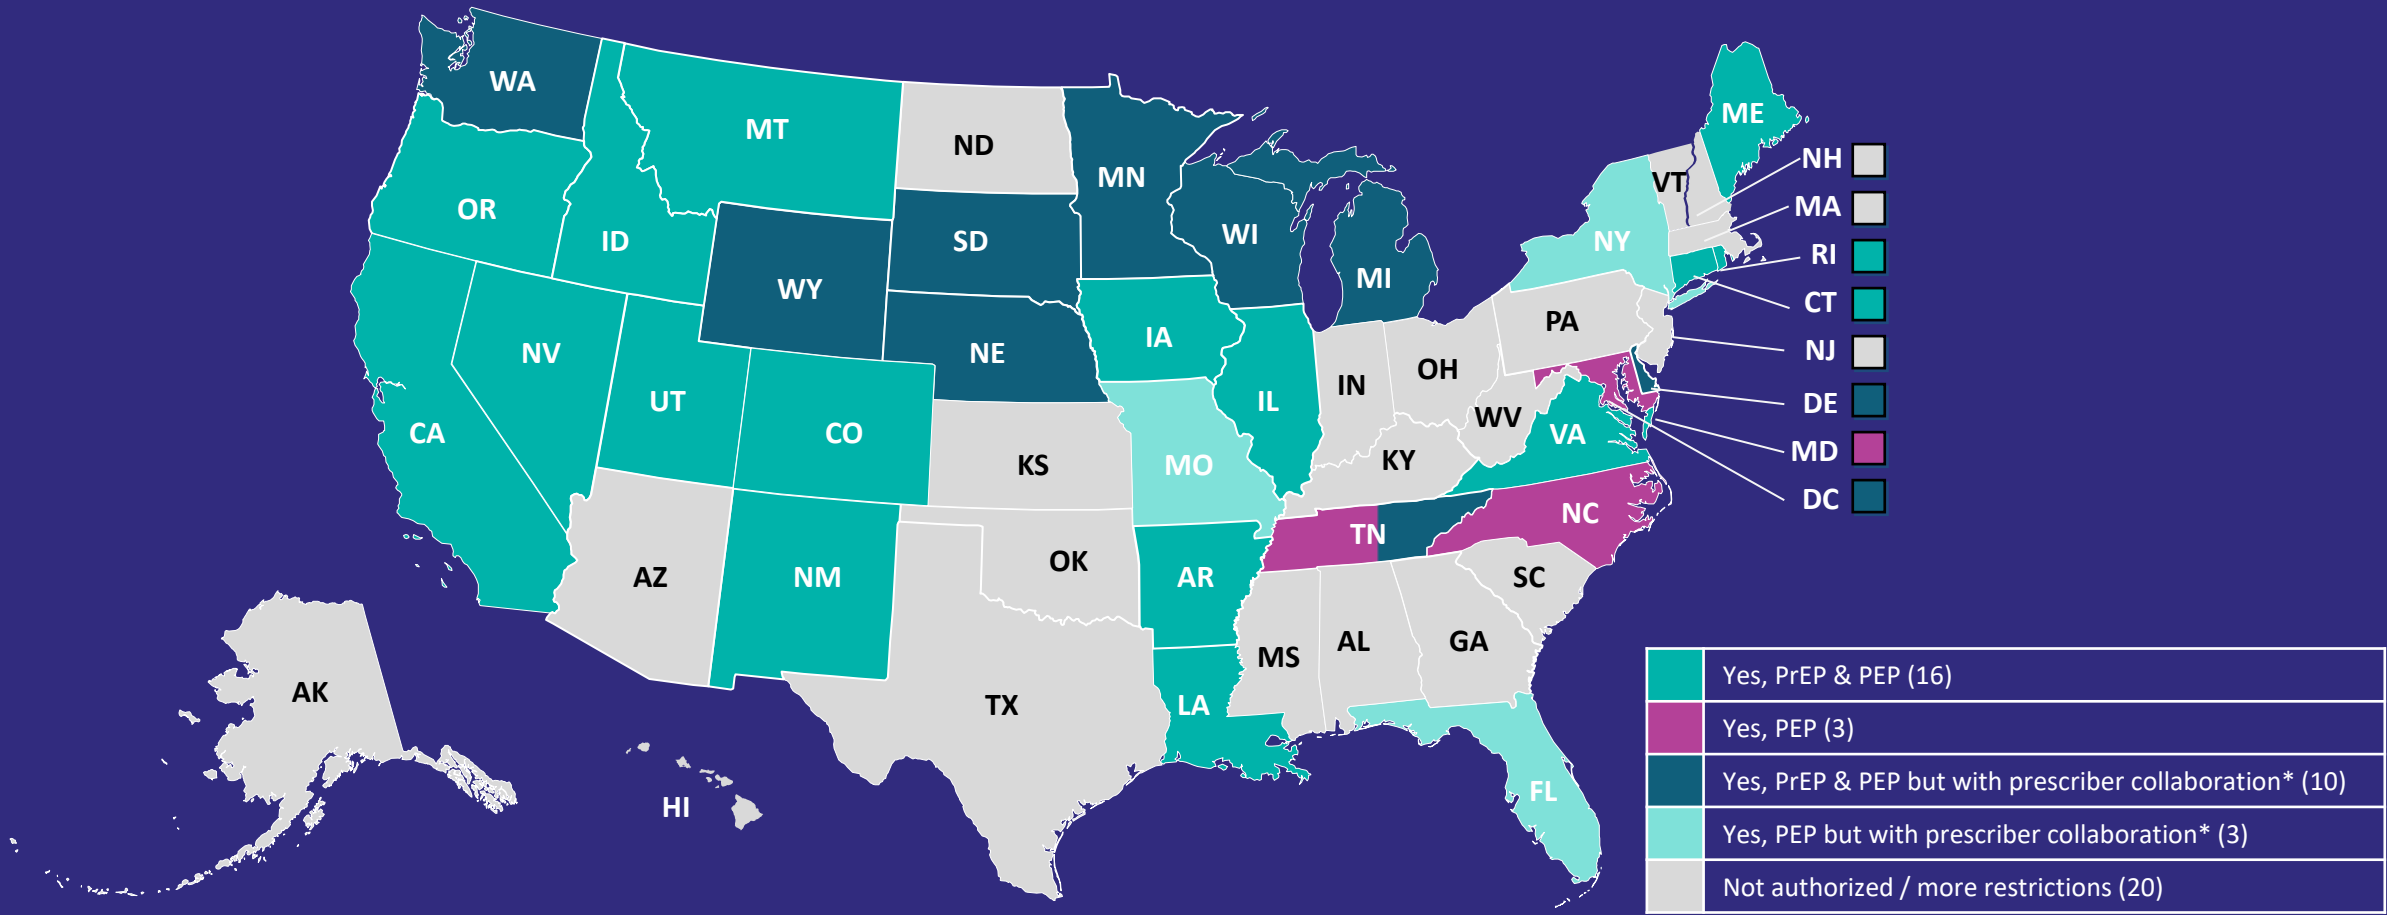 WA
MT
ND
MN
ME
OR
ID
SD
WI
MI
VT
NY
NH
MA
RI
CT
NJ
DE
MD
DC
WY
NE
IA
PA
NV
UT
CO
IL
IN
OH
WV
VA
CA
KS
MO
KY
AZ
NM
OK
AR
TN
NC
SC
MS
AL
GA
TX
LA
FL
AK
HI
Yes, PrEP & PEP (16)
Yes, PEP (3)
Yes, PrEP & PEP but with prescriber collaboration* (10)
Yes, PEP but with prescriber collaboration* (3)
Not authorized / more restrictions (20)